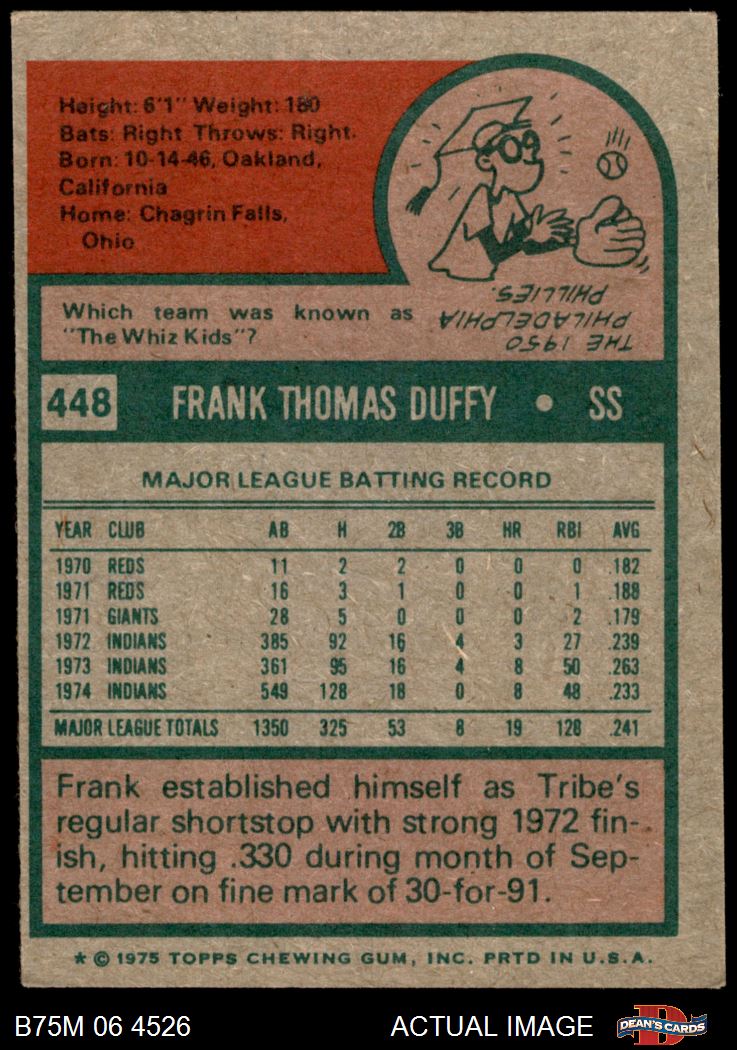 Height: 6'1" Weight: 180
Bats: Right Throws: Right
Born: 10-14-46, Oakland,
California
Home: Chagrin Falls,
Ohio
Which team was known as
"The Whiz Kids"?
THE 1950
PHILADELPHIA
PHILLIES.
448 FRANK THOMAS DUFFY • SS
MAJOR LEAGUE BATTING RECORD
YEAR CLUB AB H 2B 3B HR RBI AVG
1970 REDS 11 2 2 0 0 0 .182
1971 REDS 16 3 1 0 0 1 .188
1971 GIANTS 28 5 0 0 0 2 .179
1972 INDIANS 385 92 16 4 3 27 .239
1973 INDIANS 361 95 16 4 8 50 .263
1974 INDIANS 549 128 18 0 8 48 .233
MAJOR LEAGUE TOTALS 1350 325 53 8 19 128 .241
Frank established himself as Tribe's
regular shortstop with strong 1972 fin-
ish, hitting .330 during month of Sep-
tember on fine mark of 30-for-91.
* © 1975 TOPPS CHEWING GUM, INC. PRTD IN U.S.A.
B75M 06 4526 ACTUAL IMAGE DEAN'S CARDS